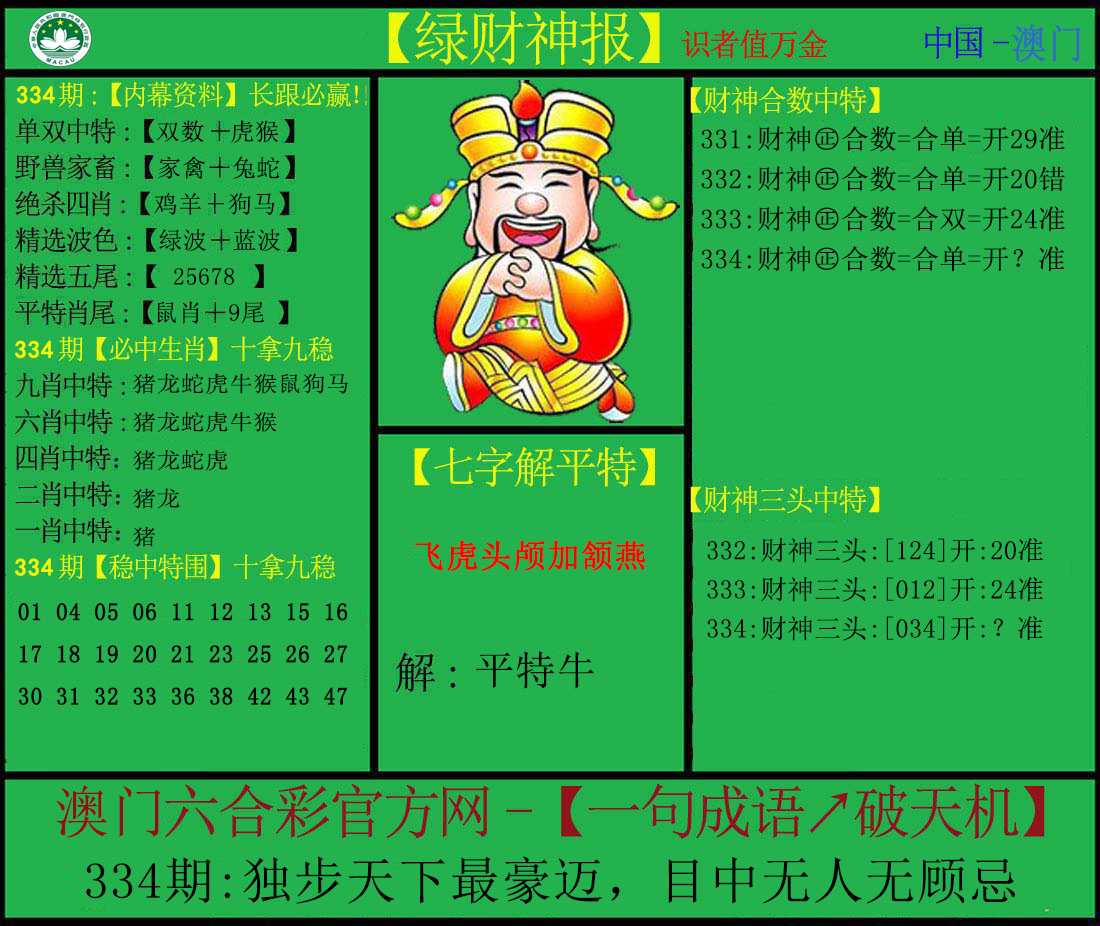 【绿财神报】
识者值万金
中国-澳门
MACAU
334期:【内幕资料】长跟必赢!!
单双中特:【双数+虎猴】
野兽家畜:【家禽+兔蛇】
绝杀四肖:【鸡羊+狗马】
精选波色:【绿波+蓝波】
精选五尾:【 25678 】
平特肖尾:【鼠肖+9尾 】
334期【必中生肖】十拿九稳
九肖中特:猪龙蛇虎牛猴鼠狗马
六肖中特:猪龙蛇虎牛猴
四肖中特:猪龙蛇虎
二肖中特:猪龙
一肖中特:猪
334期【稳中特围】十拿九稳
01 04 05 06 11 12 13 15 16
17 18 19 20 21 23 25 26 27
30 31 32 33 36 38 42 43 47
【七字解平特】
飞虎头颅加颔燕
解:平特牛
【财神合数中特】
331:财神㊣合数=合单=开29准
332:财神㊣合数=合单=开20错
333:财神㊣合数=合双=开24准
334:财神㊣合数=合单=开?准
【财神三头中特】
332:财神三头:[124]开:20准
333:财神三头:[012]开:24准
334:财神三头:[034]开:?准
澳门六合彩官方网-【一句成语↗破天机】
334期:独步天下最豪迈，目中无人无顾忌